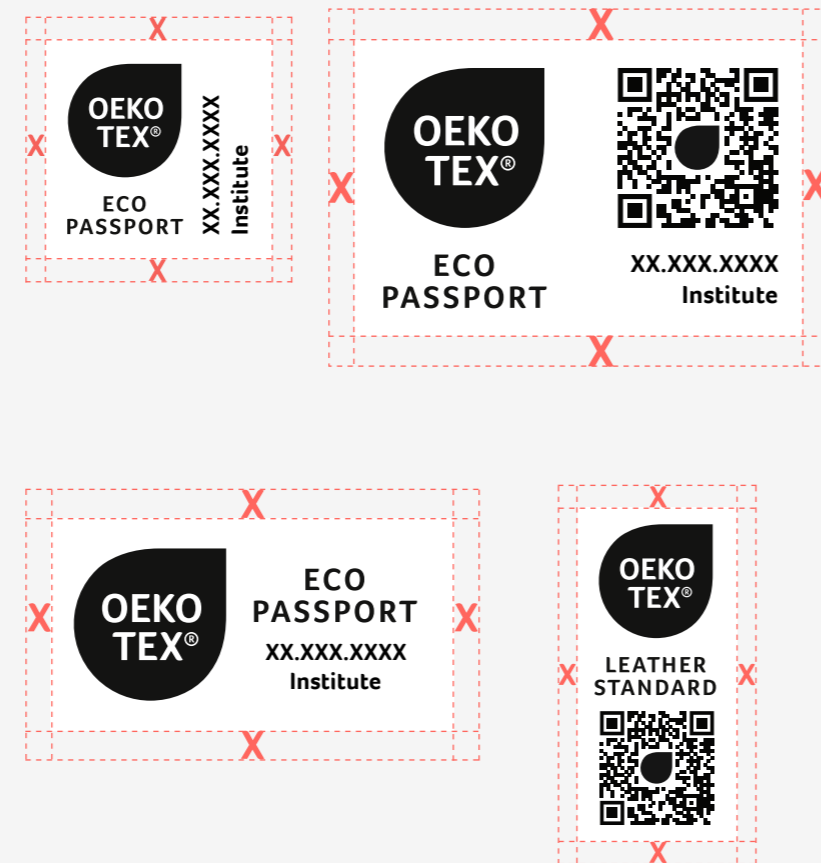 X
X
X
X
OEKO
TEX®
ECO
PASSPORT
XX.XXX.XXXX
Institute
X
X
X
X
OEKO
TEX®
ECO
PASSPORT
XX.XXX.XXXX
Institute
X
X
X
X
OEKO
TEX®
ECO
PASSPORT
XX.XXX.XXXX
Institute
X
X
X
X
OEKO
TEX®
LEATHER
STANDARD